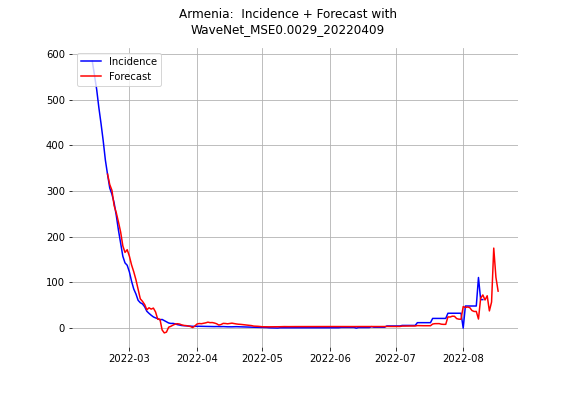 Armenia:  Incidence + Forecast with
WaveNet_MSE0.0029_20220409
Incidence
Forecast
600
500
400
300
200
100
0
2022-03 2022-04 2022-05 2022-06 2022-07 2022-08